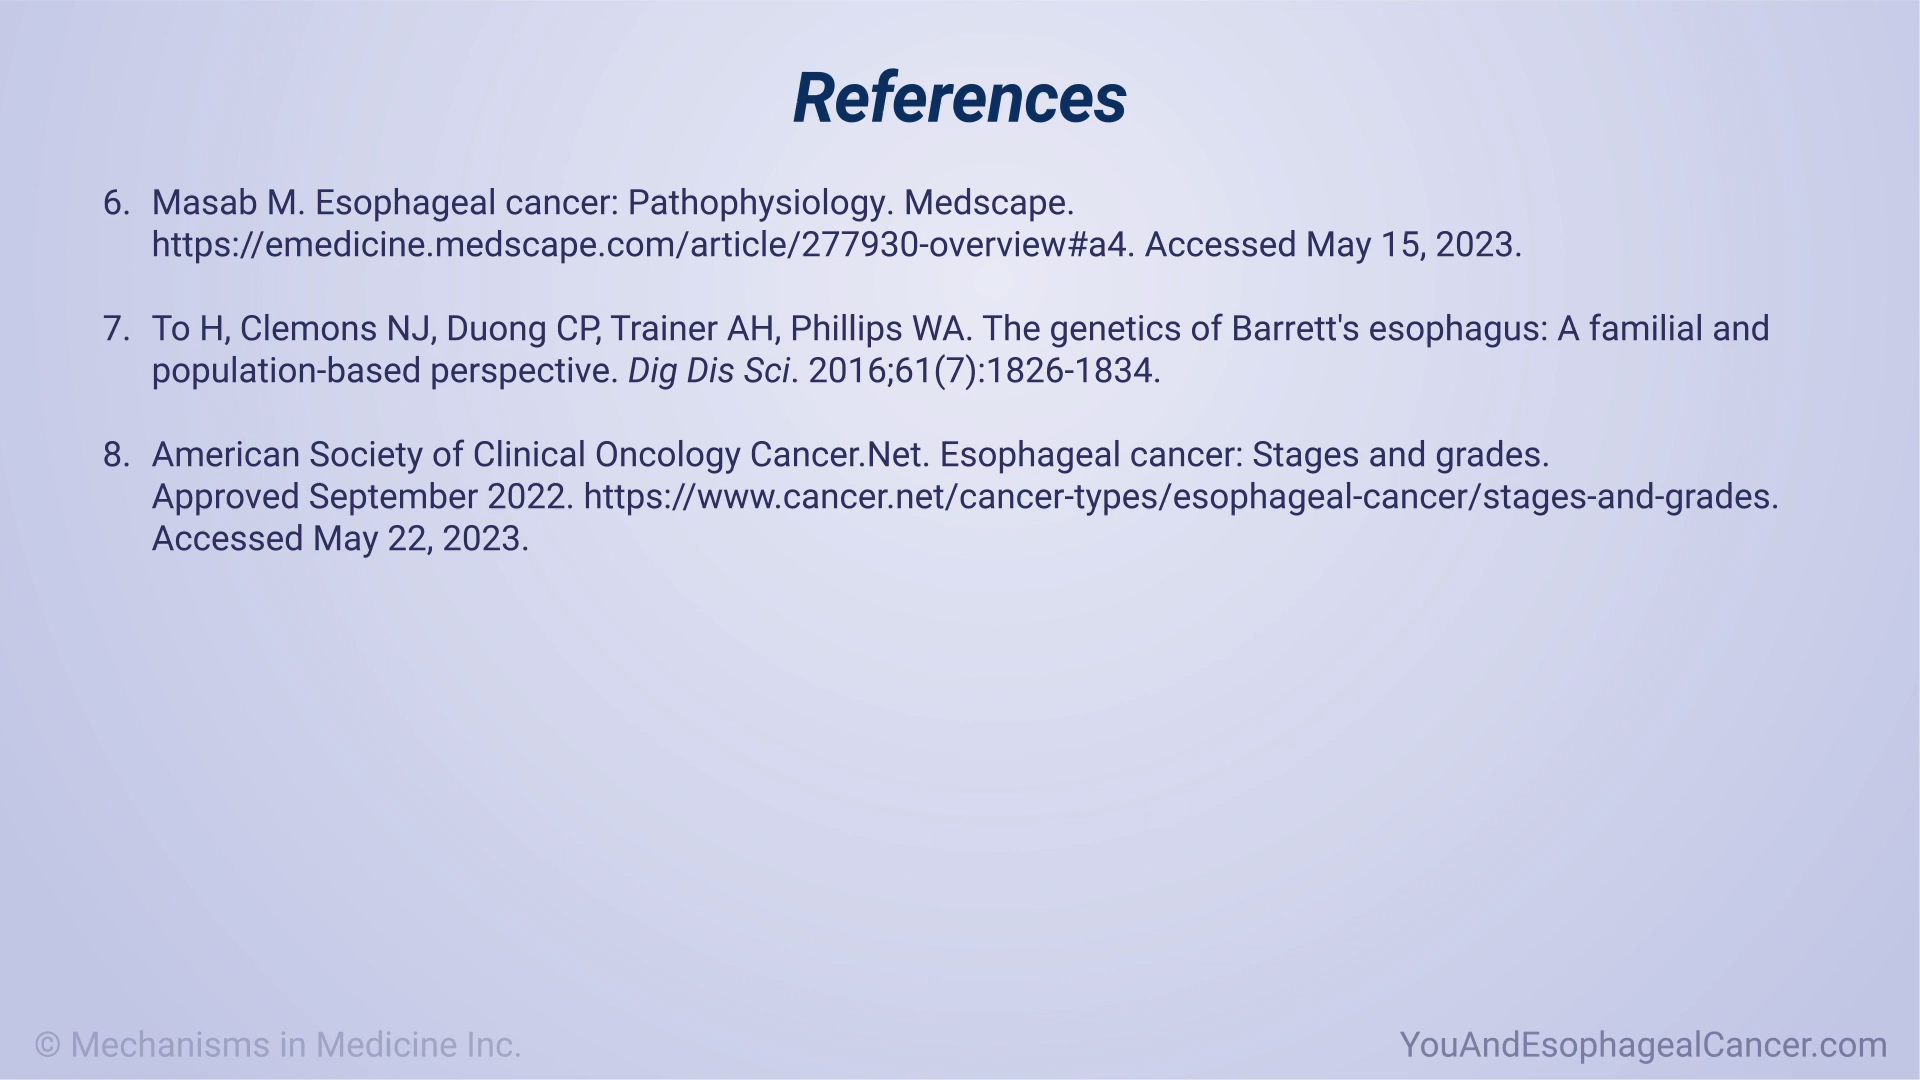 References
6. Masab M. Esophageal cancer: Pathophysiology. Medscape.
https://emedicine.medscape.com/article/277930-overview#a4. Accessed May 15, 2023.
7. To H, Clemons NJ, Duong CP, Trainer AH, Phillips WA. The genetics of Barrett's esophagus: A familial and
population-based perspective. Dig Dis Sci. 2016;61(7):1826-1834.
8. American Society of Clinical Oncology Cancer.Net. Esophageal cancer: Stages and grades.
Approved September 2022. https://www.cancer.net/cancer-types/esophageal-cancer/stages-and-grades.
Accessed May 22, 2023.
© Mechanisms in Medicine Inc.
YouAndEsophagealCancer.com